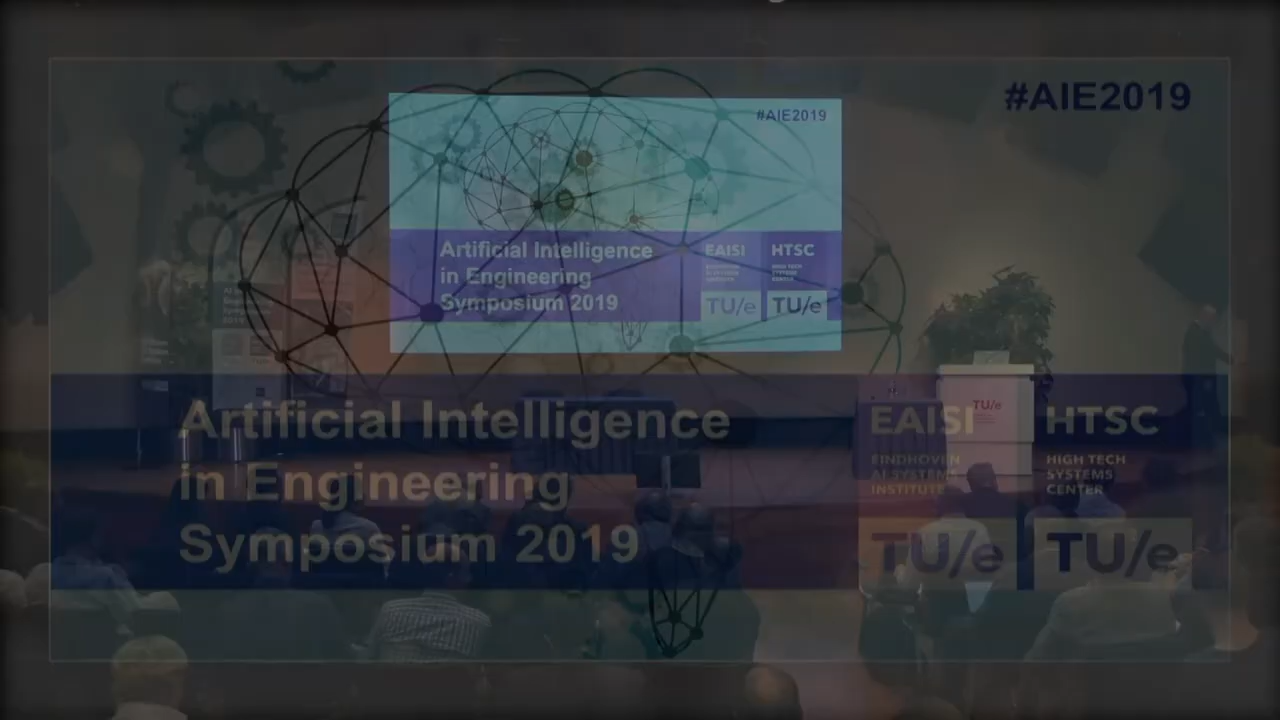 #AIE2019
#AIE2019
Artificial Intelligence
in Engineering
Symposium 2019
EAISI
HTSC
TU/e
TU/e
TU/e
Artificial Intelligence
in Engineering
Symposium 2019
EAISI
EINDHOVEN
AI SYSTEMS
INSTITUTE
HTSC
HIGH TECH
SYSTEMS
CENTER
TU/e
TU/e